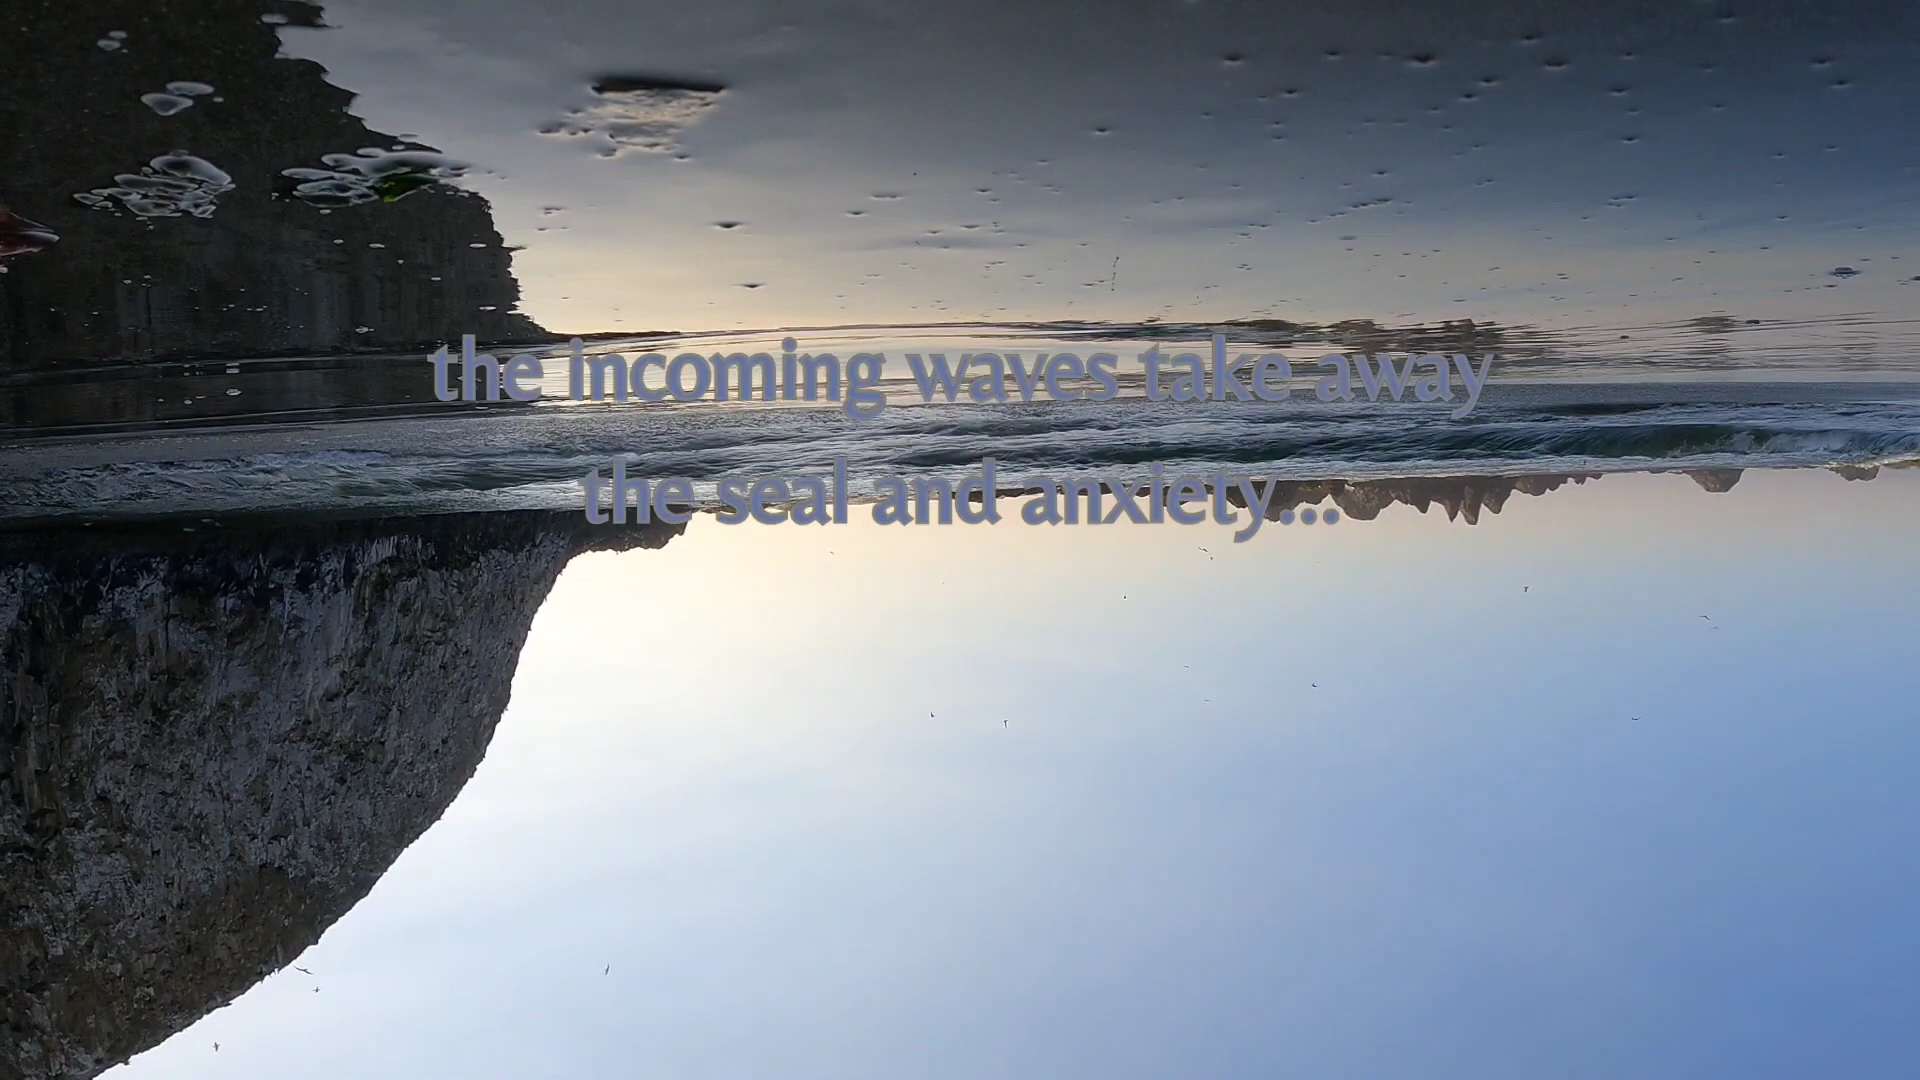 the incoming waves take away
the seal and anxiety...